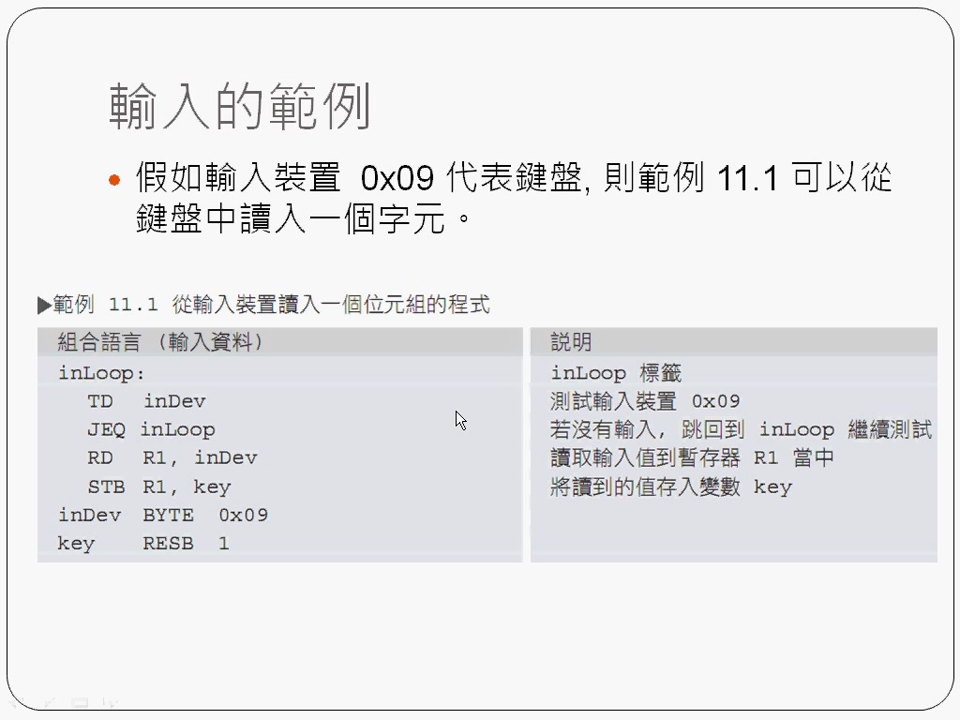 輸入的範例
• 假如輸入裝置 0x09 代表鍵盤, 則範例 11.1 可以從
鍵盤中讀入一個字元。
▶範例 11.1 從輸入裝置讀入一個位元組的程式
組合語言 (輸入資料)
inLoop:
TD inDev
JEQ inLoop
RD R1, inDev
STB R1, key
inDev BYTE 0x09
key RESB 1
說明
inLoop 標籤
測試輸入裝置 0x09
若沒有輸入, 跳回到 inLoop 繼續測試
讀取輸入值到暫存器 R1 當中
將讀到的值存入變數 key